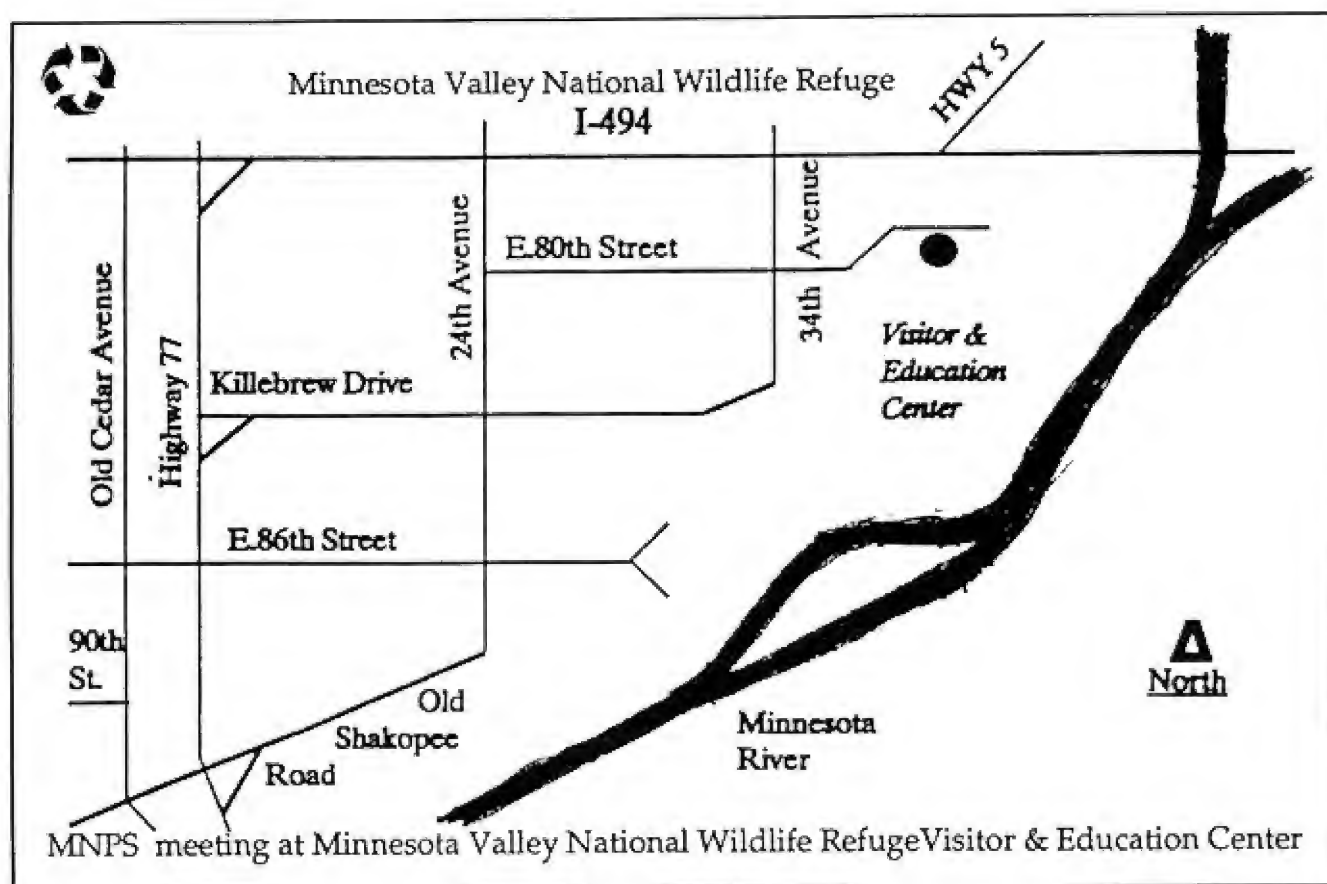 Minnesota Valley National Wildlife Refuge
I-494
HWY 5
Old Cedar Avenue
Highway 77
24th Avenue
E.80th Street
34th Avenue
Visitor &
Education
Center
Killebrew Drive
E.86th Street
90th
St.
Old
Shakopee
Road
Minnesota
River
North
MNPS meeting at Minnesota Valley National Wildlife RefugeVisitor & Education Center